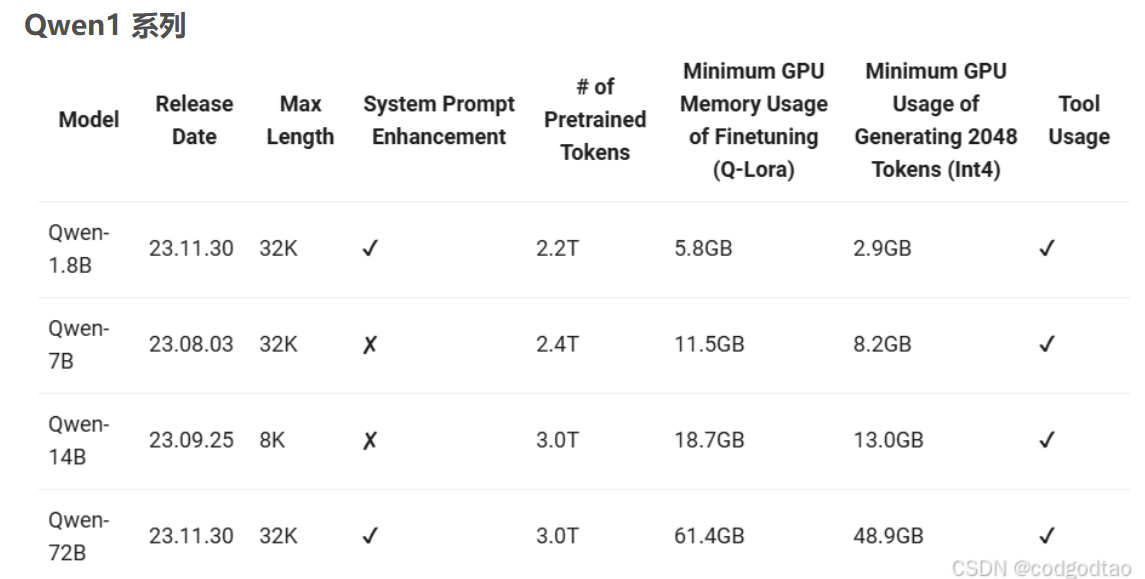 Qwen1 系列
Model Release Date Max Length System Prompt Enhancement # of Pretrained Tokens Minimum GPU Memory Usage of Finetuning (Q-Lora) Minimum GPU Usage of Generating 2048 Tokens (Int4) Tool Usage
Qwen-1.8B 23.11.30 32K ✓ 2.2T 5.8GB 2.9GB ✓
Qwen-7B 23.08.03 32K ✗ 2.4T 11.5GB 8.2GB ✓
Qwen-14B 23.09.25 8K ✗ 3.0T 18.7GB 13.0GB ✓
Qwen-72B 23.11.30 32K ✓ 3.0T 61.4GB 48.9GB ✓
CSDN @codgodtao